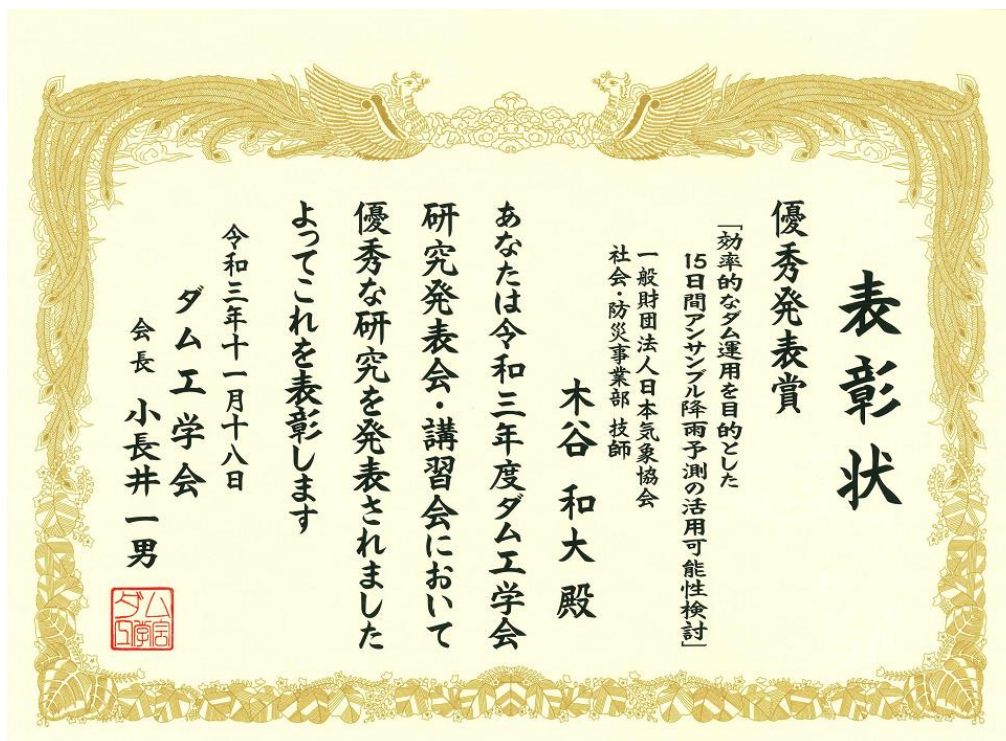 表彰状
優秀発表賞
「効率的なダム運用を目的とした
15日間アンサンブル降雨予測の活用可能性検討」
一般財団法人日本気象協会
社会・防災事業部 技師
木谷 和大 殿
あなたは令和三年度ダム工学会
研究発表会・講習会において
優秀な研究を発表されました
よってこれを表彰します
令和三年十一月十八日
ダム工学会
会長 小長井 一男
ダム工学会